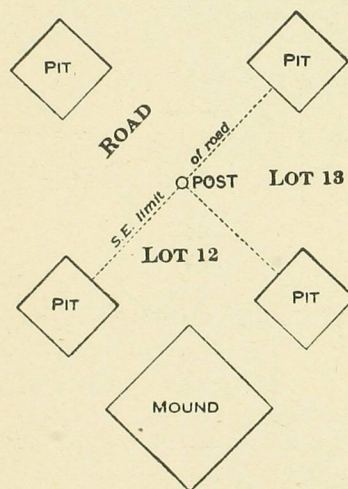 PIT
PIT
ROAD
of road
POST
LOT 13
S.E. limit
LOT 12
PIT
PIT
MOUND